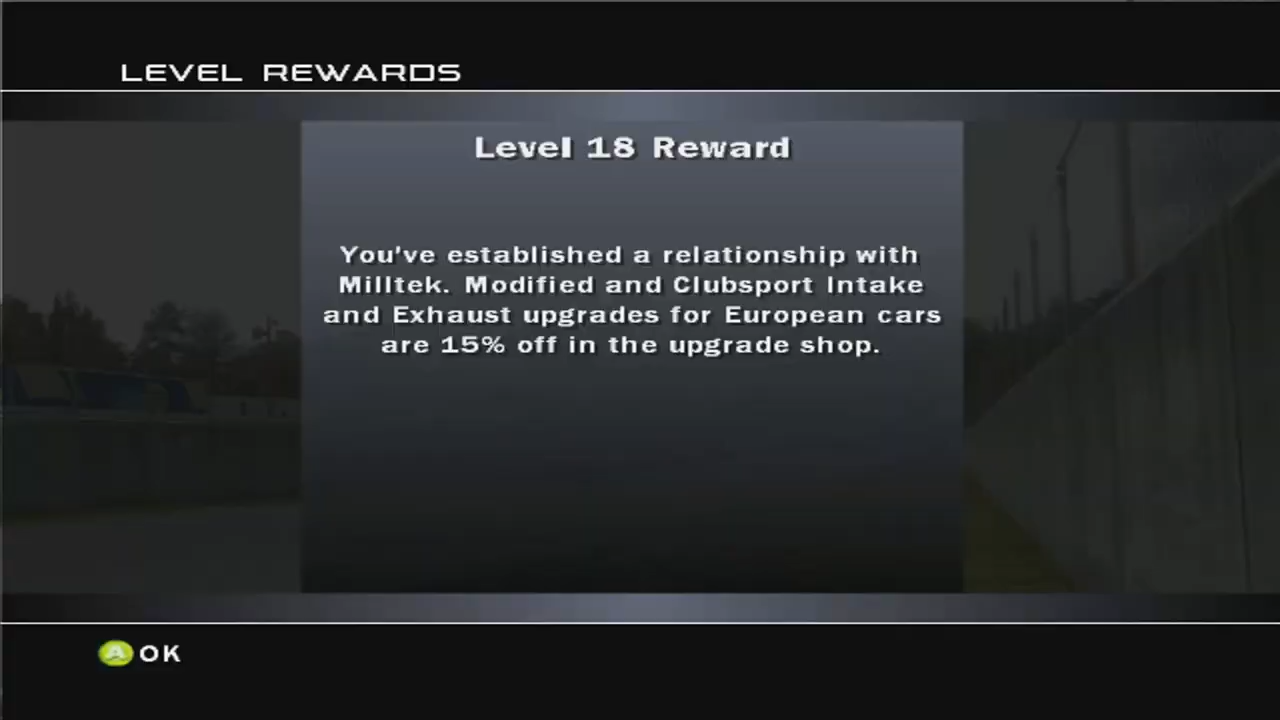 LEVEL REWARDS
Level 18 Reward
You've established a relationship with
Milltek. Modified and Clubsport Intake
and Exhaust upgrades for European cars
are 15% off in the upgrade shop.
A OK